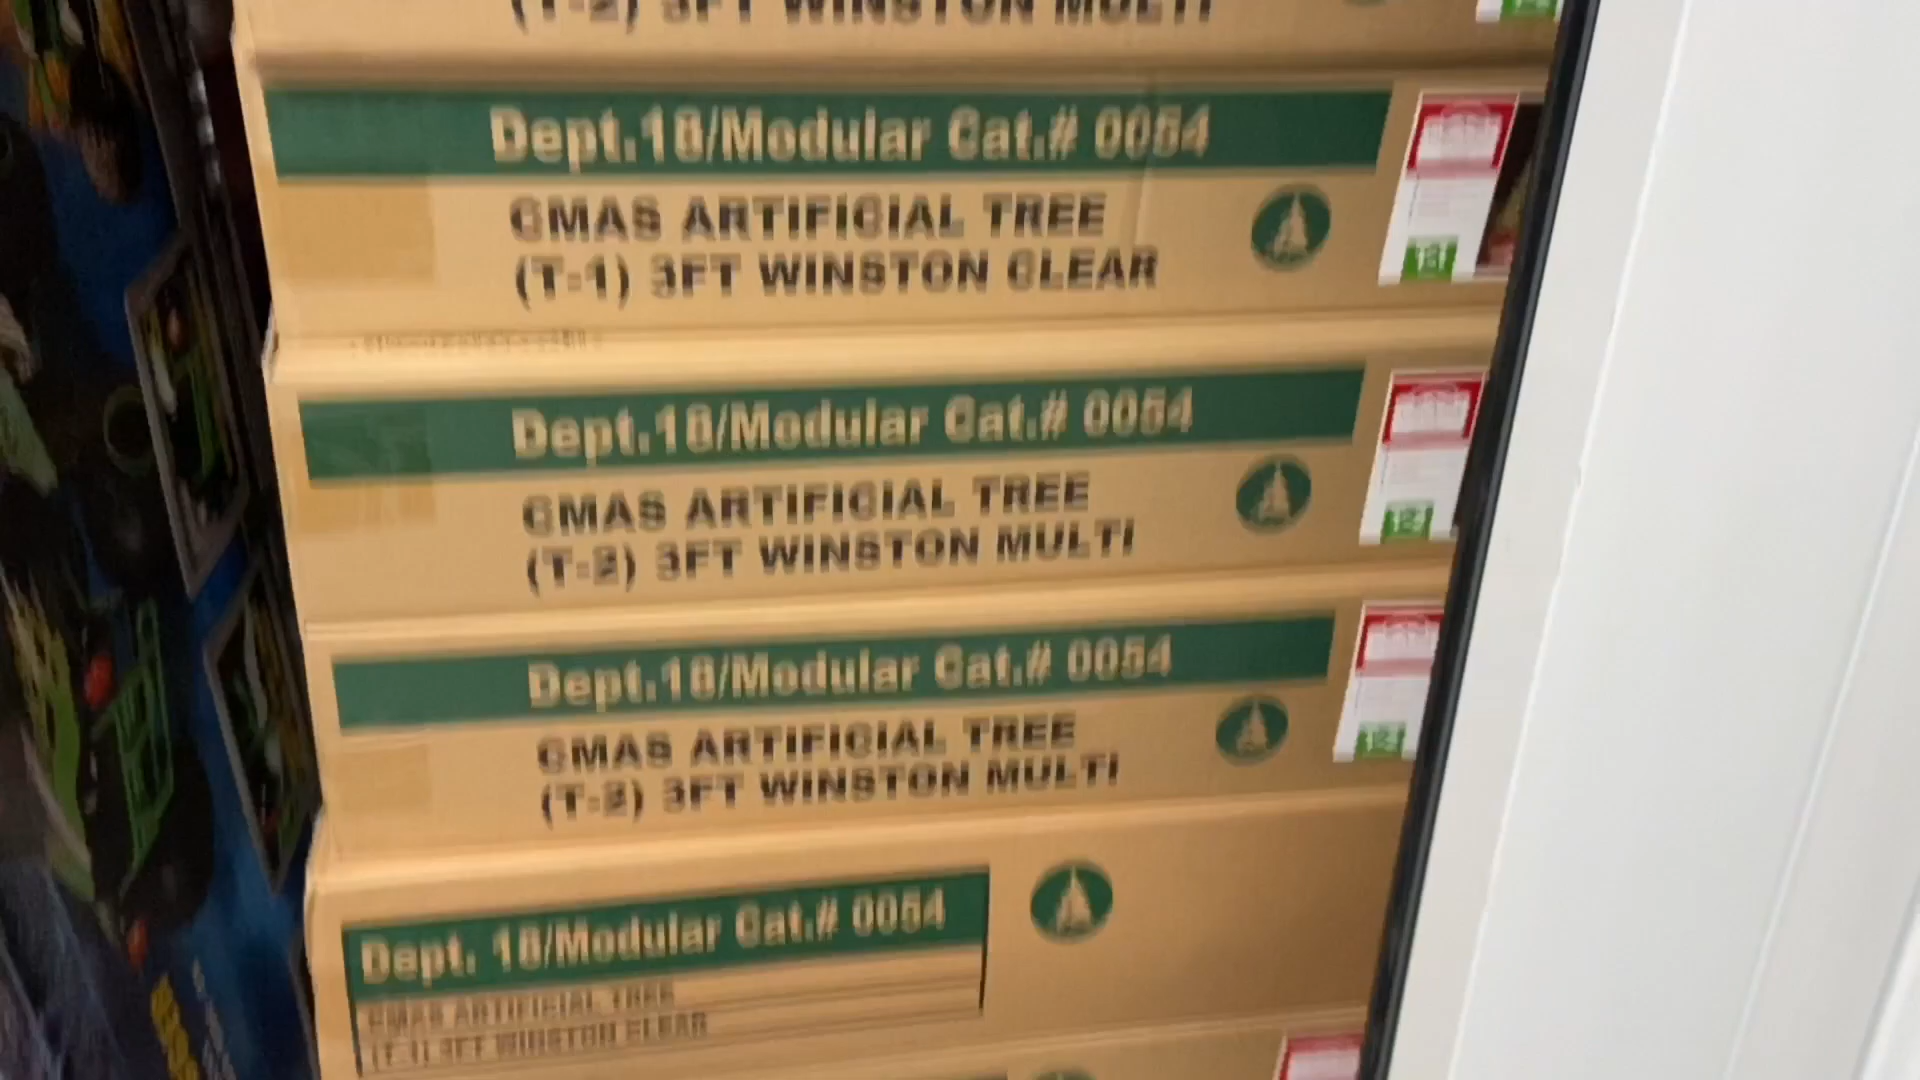 (T-2) 3FT WINSTON MULTI
Dept.18/Modular Cat.# 0054
CMAS ARTIFICIAL TREE
(T-1) 3FT WINSTON CLEAR
Dept.18/Modular Cat.# 0054
CMAS ARTIFICIAL TREE
(T-2) 3FT WINSTON MULTI
Dept.18/Modular Cat.# 0054
CMAS ARTIFICIAL TREE
(T-2) 3FT WINSTON MULTI
Dept. 18/Modular Cat.# 0054
CMAS ARTIFICIAL TREE
(T-1) 3FT WINSTON CLEAR